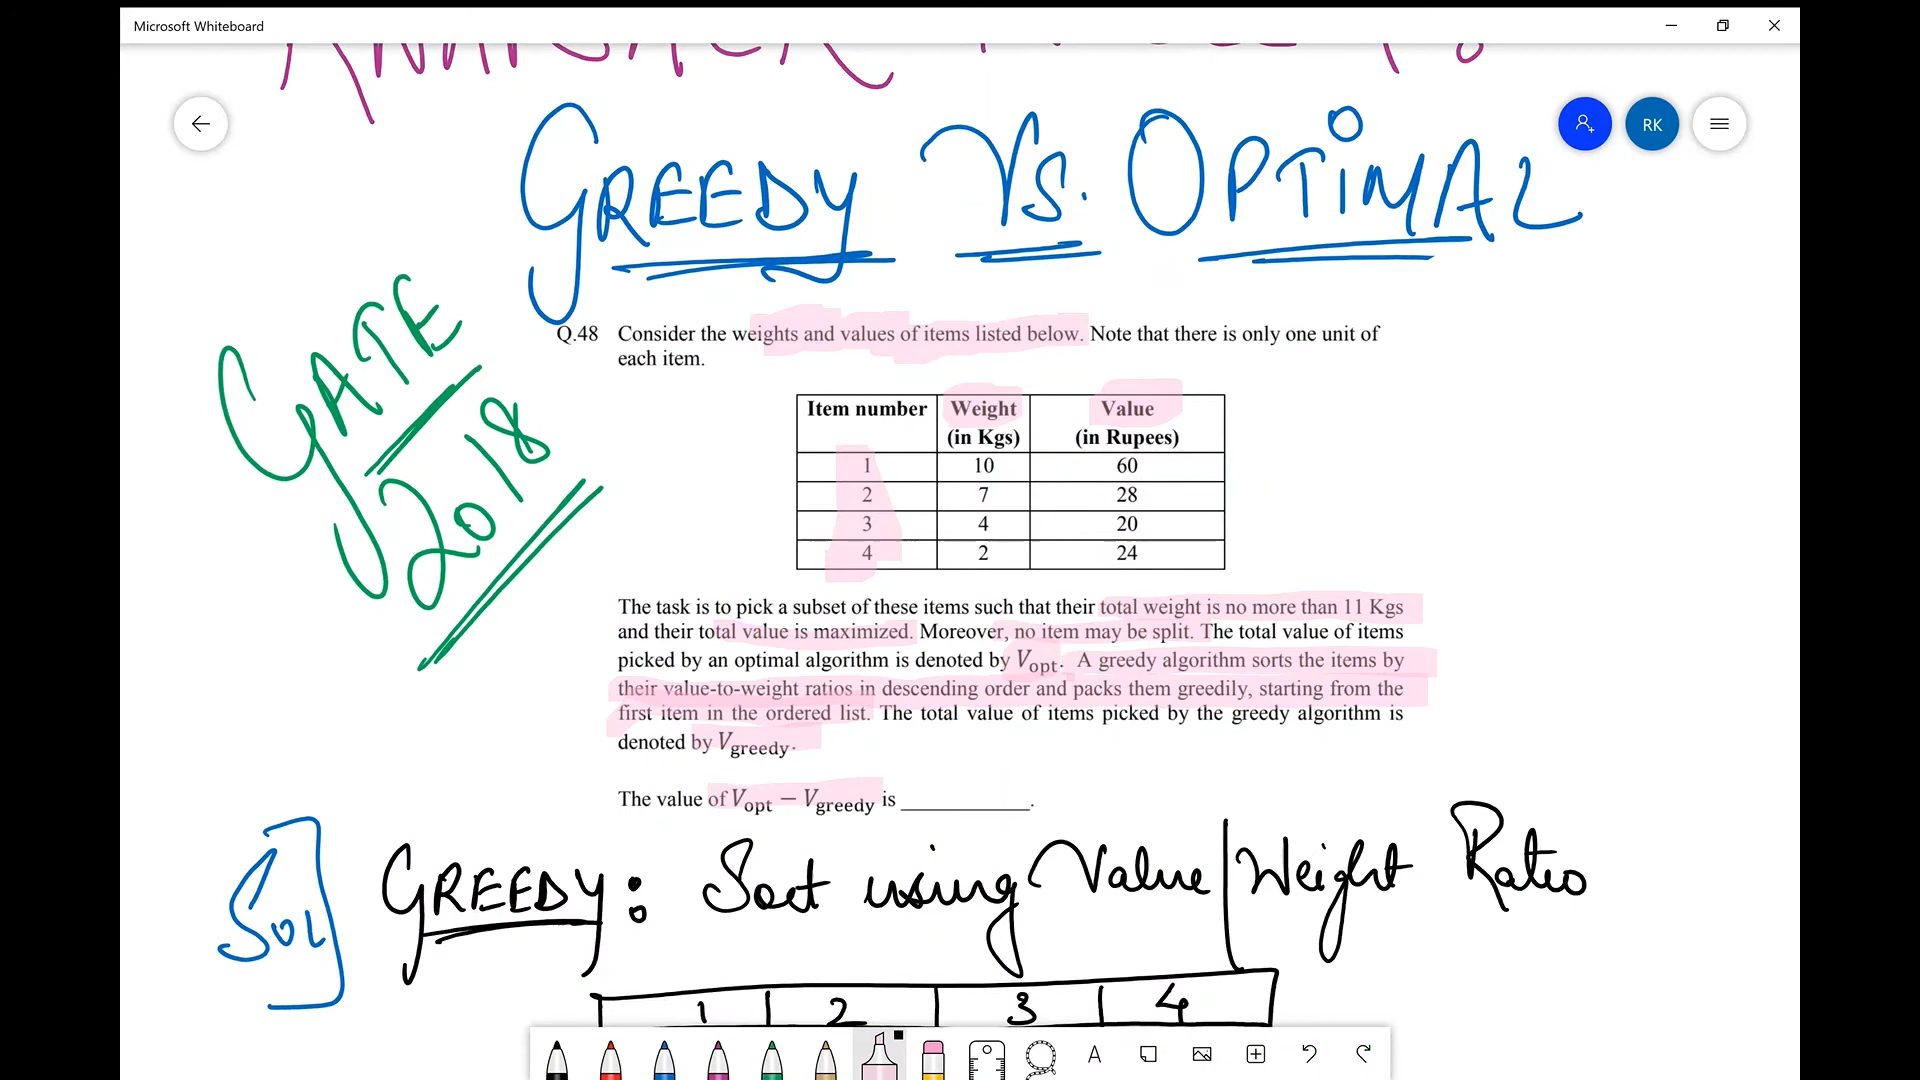 Microsoft Whiteboard
GREEDY Vs. OPTIMAL
RK
GATE
2018
Q.48 Consider the weights and values of items listed below. Note that there is only one unit of
each item.
Item number Weight Value
(in Kgs) (in Rupees)
1 10 60
2 7 28
3 4 20
4 2 24
The task is to pick a subset of these items such that their total weight is no more than 11 Kgs
and their total value is maximized. Moreover, no item may be split. The total value of items
picked by an optimal algorithm is denoted by Vopt. A greedy algorithm sorts the items by
their value-to-weight ratios in descending order and packs them greedily, starting from the
first item in the ordered list. The total value of items picked by the greedy algorithm is
denoted by Vgreedy.
The value of Vopt − Vgreedy is ____________.
SOL
GREEDY: Sort using Value/Weight Ratio
1 2 3 4
A